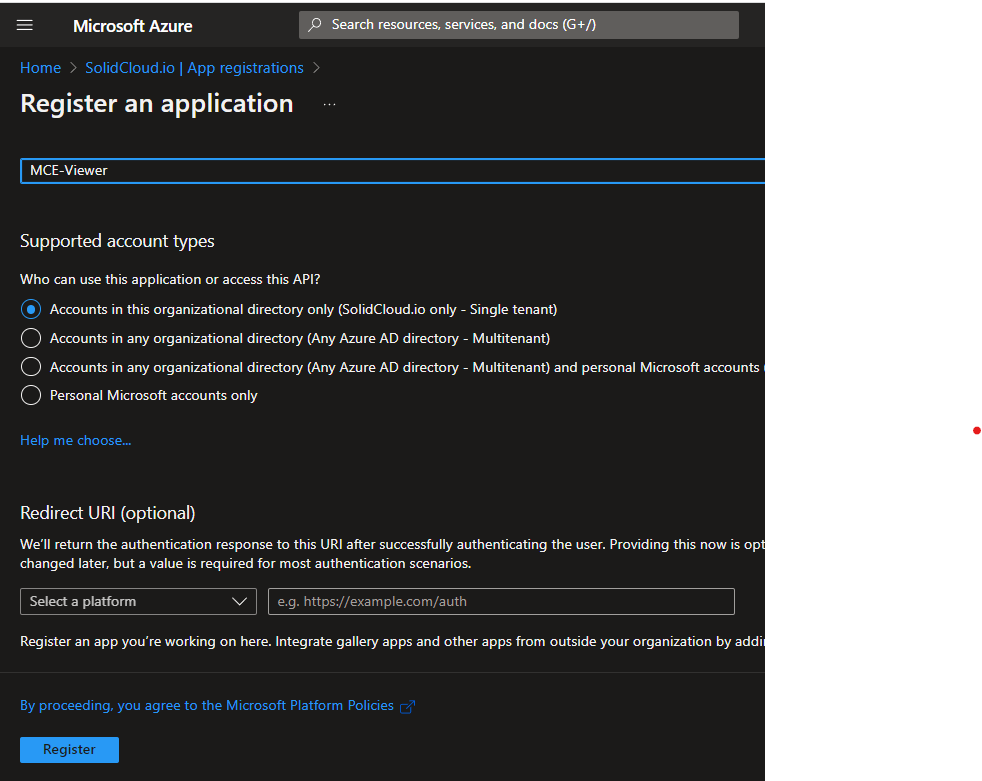 Microsoft Azure
Search resources, services, and docs (G+/)
Home > SolidCloud.io | App registrations >
Register an application ...
MCE-Viewer
Supported account types
Who can use this application or access this API?
Accounts in this organizational directory only (SolidCloud.io only - Single tenant)
Accounts in any organizational directory (Any Azure AD directory - Multitenant)
Accounts in any organizational directory (Any Azure AD directory - Multitenant) and personal Microsoft accounts
Personal Microsoft accounts only
Help me choose...
Redirect URI (optional)
We'll return the authentication response to this URI after successfully authenticating the user. Providing this now is opt
changed later, but a value is required for most authentication scenarios.
Select a platform
e.g. https://example.com/auth
Register an app you're working on here. Integrate gallery apps and other apps from outside your organization by addi
By proceeding, you agree to the Microsoft Platform Policies
Register